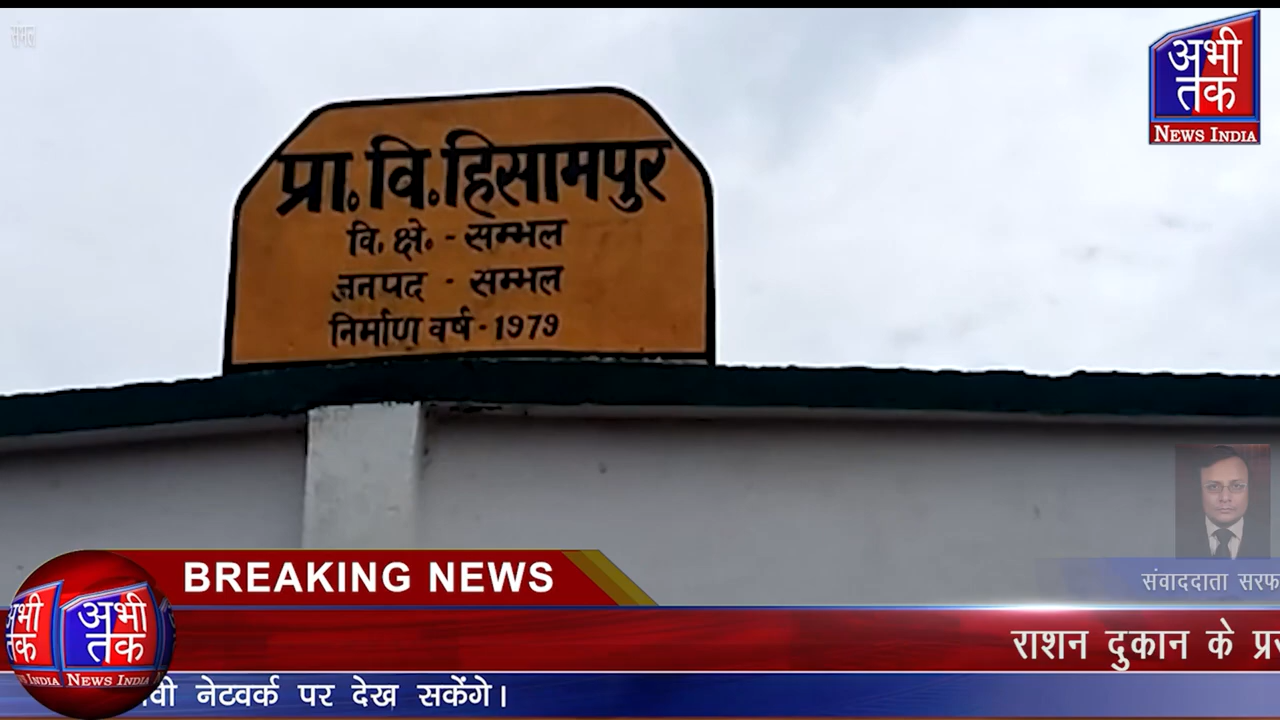 संभल
अभी
तक
NEWS INDIA
प्रा. वि. हिसामपुर
वि. क्षे. - सम्भल
जनपद - सम्भल
निर्माण वर्ष - 1979
संवाददाता
BREAKING NEWS
राशन दुकान के
अभी
तक
NEWS INDIA
नेटवर्क पर देख सकेंगे।